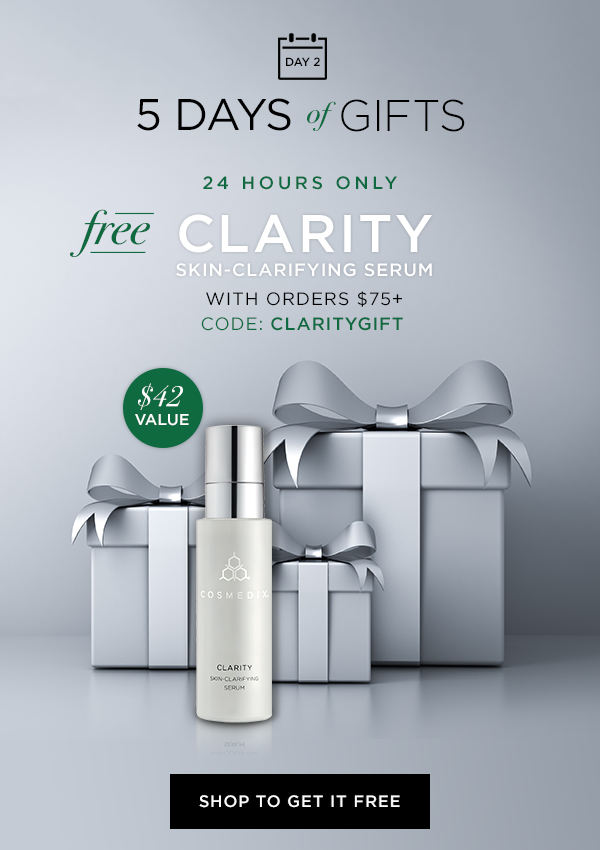 DAY 2
5 DAYS of GIFTS
24 HOURS ONLY
free CLARITY
SKIN-CLARIFYING SERUM
WITH ORDERS $75+
CODE: CLARITYGIFT
$42
VALUE
COSMEDIX
CLARITY
SKIN-CLARIFYING
SERUM
SHOP TO GET IT FREE